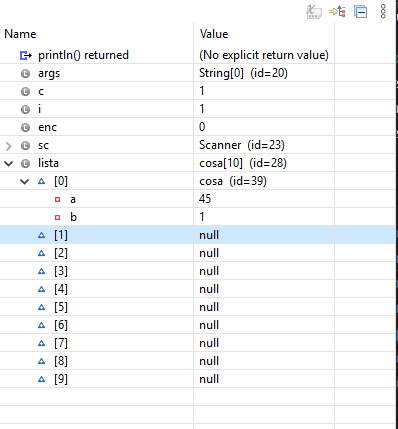 Name Value
println() returned (No explicit return value)
args String[0] (id=20)
c 1
i 1
enc 0
sc Scanner (id=23)
lista cosa[10] (id=28)
[0] cosa (id=39)
a 45
b 1
[1] null
[2] null
[3] null
[4] null
[5] null
[6] null
[7] null
[8] null
[9] null